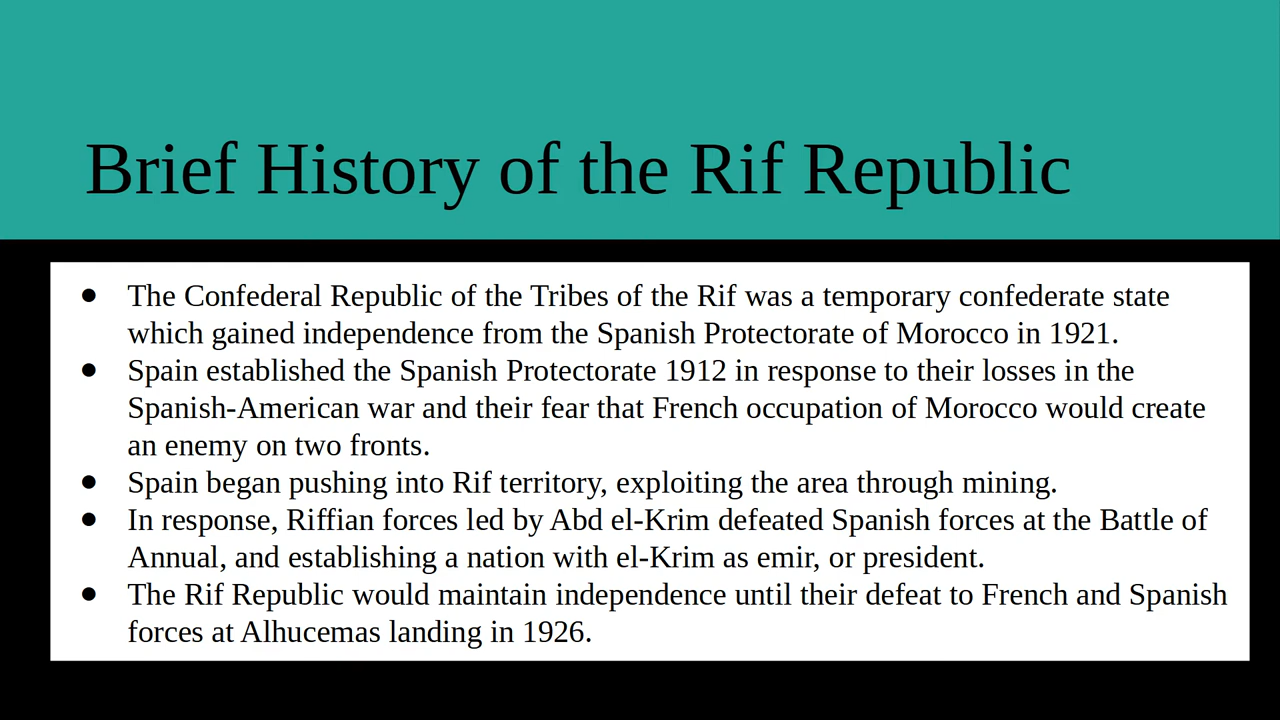 Brief History of the Rif Republic
● The Confederal Republic of the Tribes of the Rif was a temporary confederate state
which gained independence from the Spanish Protectorate of Morocco in 1921.
● Spain established the Spanish Protectorate 1912 in response to their losses in the
Spanish-American war and their fear that French occupation of Morocco would create
an enemy on two fronts.
● Spain began pushing into Rif territory, exploiting the area through mining.
● In response, Riffian forces led by Abd el-Krim defeated Spanish forces at the Battle of
Annual, and establishing a nation with el-Krim as emir, or president.
● The Rif Republic would maintain independence until their defeat to French and Spanish
forces at Alhucemas landing in 1926.